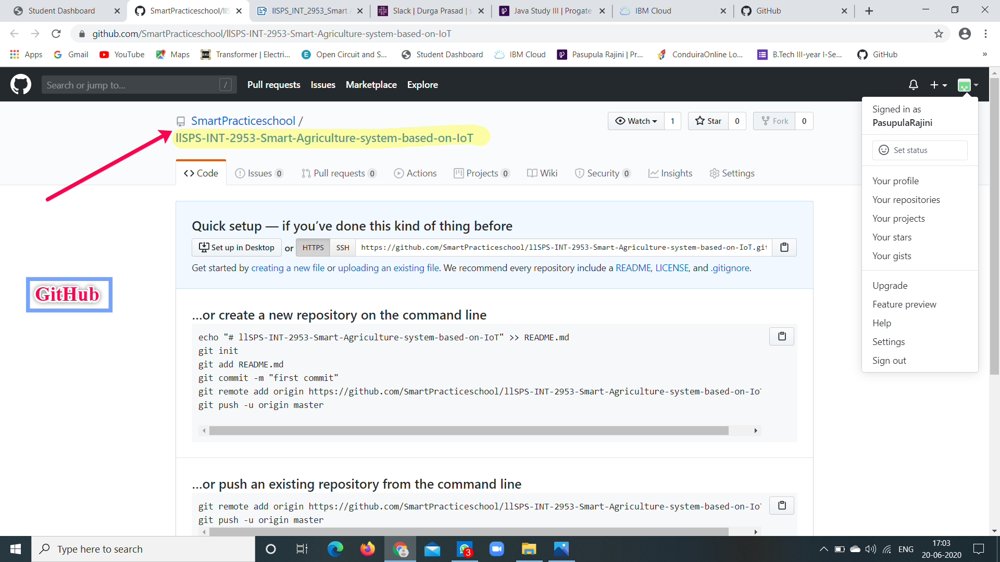 Student Dashboard
SmartPracticeschool/llS
llSPS_INT_2953_Smart A
Slack | Durga Prasad | s
Java Study III | Progate
IBM Cloud
GitHub
github.com/SmartPracticeschool/llSPS-INT-2953-Smart-Agriculture-system-based-on-IoT
Apps
Gmail
YouTube
Maps
Transformer | Electri...
Open Circuit and S...
Student Dashboard
IBM Cloud
Pasupula Rajini | Pr...
ConduiraOnline Lo...
B.Tech III-year I-Se...
GitHub
»
Search or jump to...
/
Pull requests
Issues
Marketplace
Explore
Signed in as
PasupulaRajini
Set status
Your profile
Your repositories
Your projects
Your stars
Your gists
Upgrade
Feature preview
Help
Settings
Sign out
SmartPracticeschool /
llSPS-INT-2953-Smart-Agriculture-system-based-on-IoT
Watch 1
Star 0
Fork 0
<> Code
Issues 0
Pull requests 0
Actions
Projects 0
Wiki
Security 0
Insights
Settings
Quick setup — if you’ve done this kind of thing before
Set up in Desktop or HTTPS SSH https://github.com/SmartPracticeschool/llSPS-INT-2953-Smart-Agriculture-system-based-on-IoT.git
Get started by creating a new file or uploading an existing file. We recommend every repository include a README, LICENSE, and .gitignore.
GitHub
...or create a new repository on the command line
echo "# llSPS-INT-2953-Smart-Agriculture-system-based-on-IoT" >> README.md
git init
git add README.md
git commit -m "first commit"
git remote add origin https://github.com/SmartPracticeschool/llSPS-INT-2953-Smart-Agriculture-system-based-on-IoT
git push -u origin master
...or push an existing repository from the command line
git remote add origin https://github.com/SmartPracticeschool/llSPS-INT-2953-Smart-Agriculture-system-based-on-IoT
git push -u origin master
Type here to search
3
ENG
17:03
20-06-2020